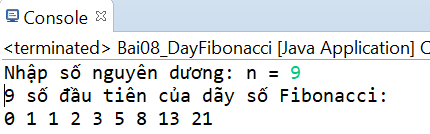 Console
<terminated> Bai08_DayFibonacci [Java Application] C
Nhập số nguyên dương: n = 9
9 số đầu tiên của dãy số Fibonacci:
0 1 1 2 3 5 8 13 21